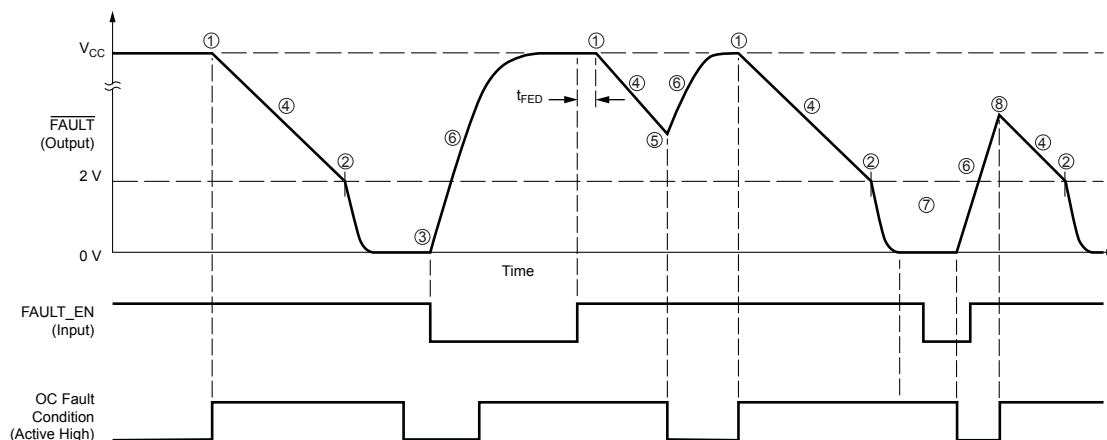 V_CC
① ① ①
④ ④ ⑥ ④ ⑧
t_FED
FAULT
(Output)
⑥ ⑤ ⑥ ④
2 V ② ② ②
⑦
③
0 V
Time
FAULT_EN
(Input)
OC Fault
Condition
(Active High)